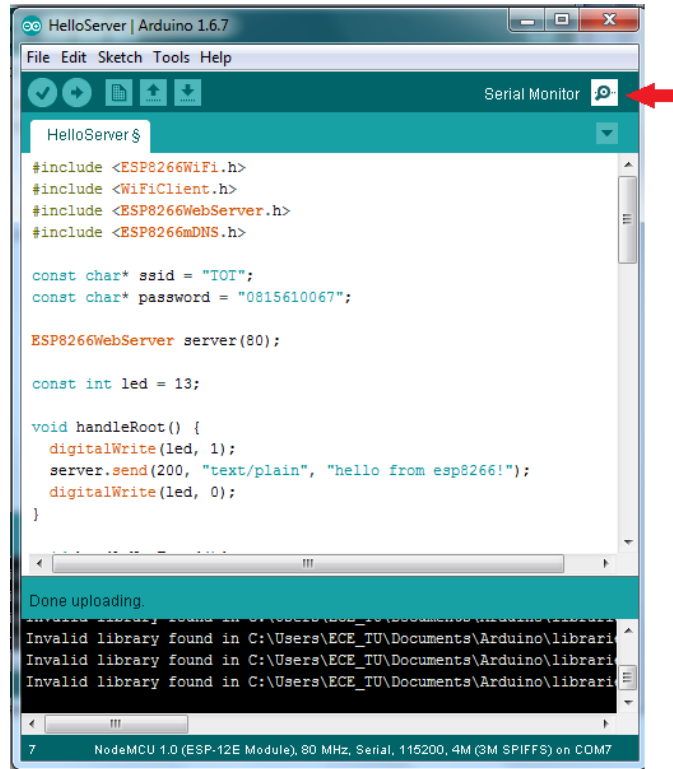 HelloServer | Arduino 1.6.7
File Edit Sketch Tools Help
Serial Monitor
HelloServer §
#include <ESP8266WiFi.h>
#include <WiFiClient.h>
#include <ESP8266WebServer.h>
#include <ESP8266mDNS.h>
const char* ssid = "TOT";
const char* password = "0815610067";
ESP8266WebServer server(80);
const int led = 13;
void handleRoot() {
digitalWrite(led, 1);
server.send(200, "text/plain", "hello from esp8266!");
digitalWrite(led, 0);
}
Done uploading.
Invalid library found in C:\Users\ECE_TU\Documents\Arduino\librari
Invalid library found in C:\Users\ECE_TU\Documents\Arduino\librari
Invalid library found in C:\Users\ECE_TU\Documents\Arduino\librari
7 NodeMCU 1.0 (ESP-12E Module), 80 MHz, Serial, 115200, 4M (3M SPIFFS) on COM7